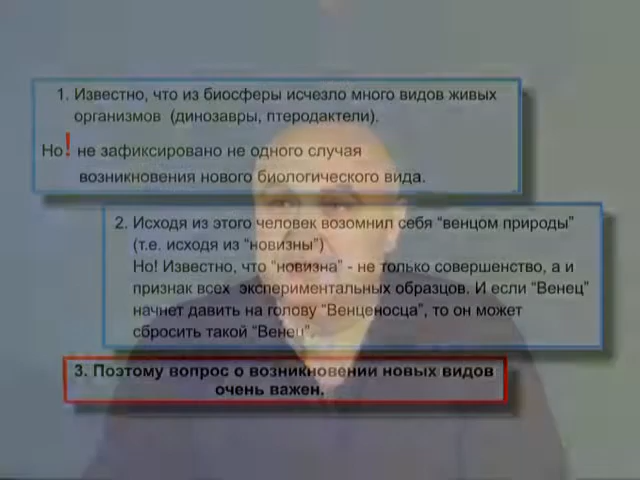 1. Известно, что из биосферы исчезло много видов живых
организмов (динозавры, птеродактели).
Но! не зафиксировано не одного случая
возникновения нового биологического вида.
2. Исходя из этого человек возомнил себя “венцом природы”
(т.е. исходя из “новизны”)
Но! Известно, что “новизна” - не только совершенство, а и
признак всех экспериментальных образцов. И если “Венец”
начнет давить на голову “Венценосца”, то он может
сбросить такой “Венец”.
3. Поэтому вопрос о возникновении новых видов
очень важен.